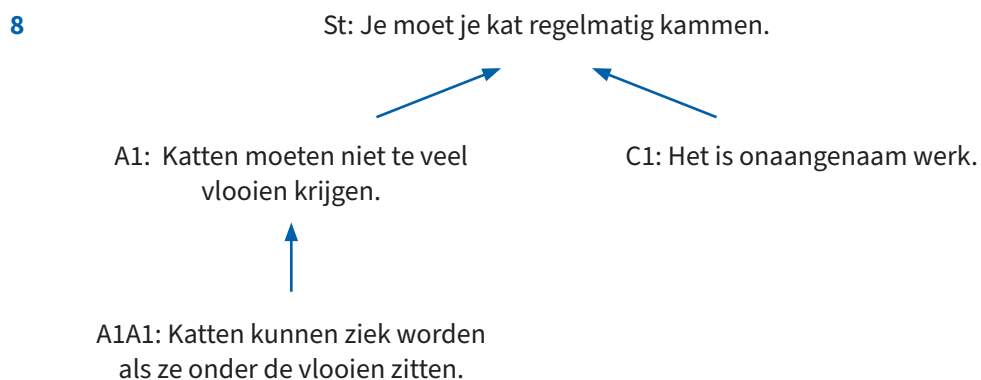 8
St: Je moet je kat regelmatig kammen.
A1: Katten moeten niet te veel
vlooien krijgen.
C1: Het is onaangenaam werk.
A1A1: Katten kunnen ziek worden
als ze onder de vlooien zitten.